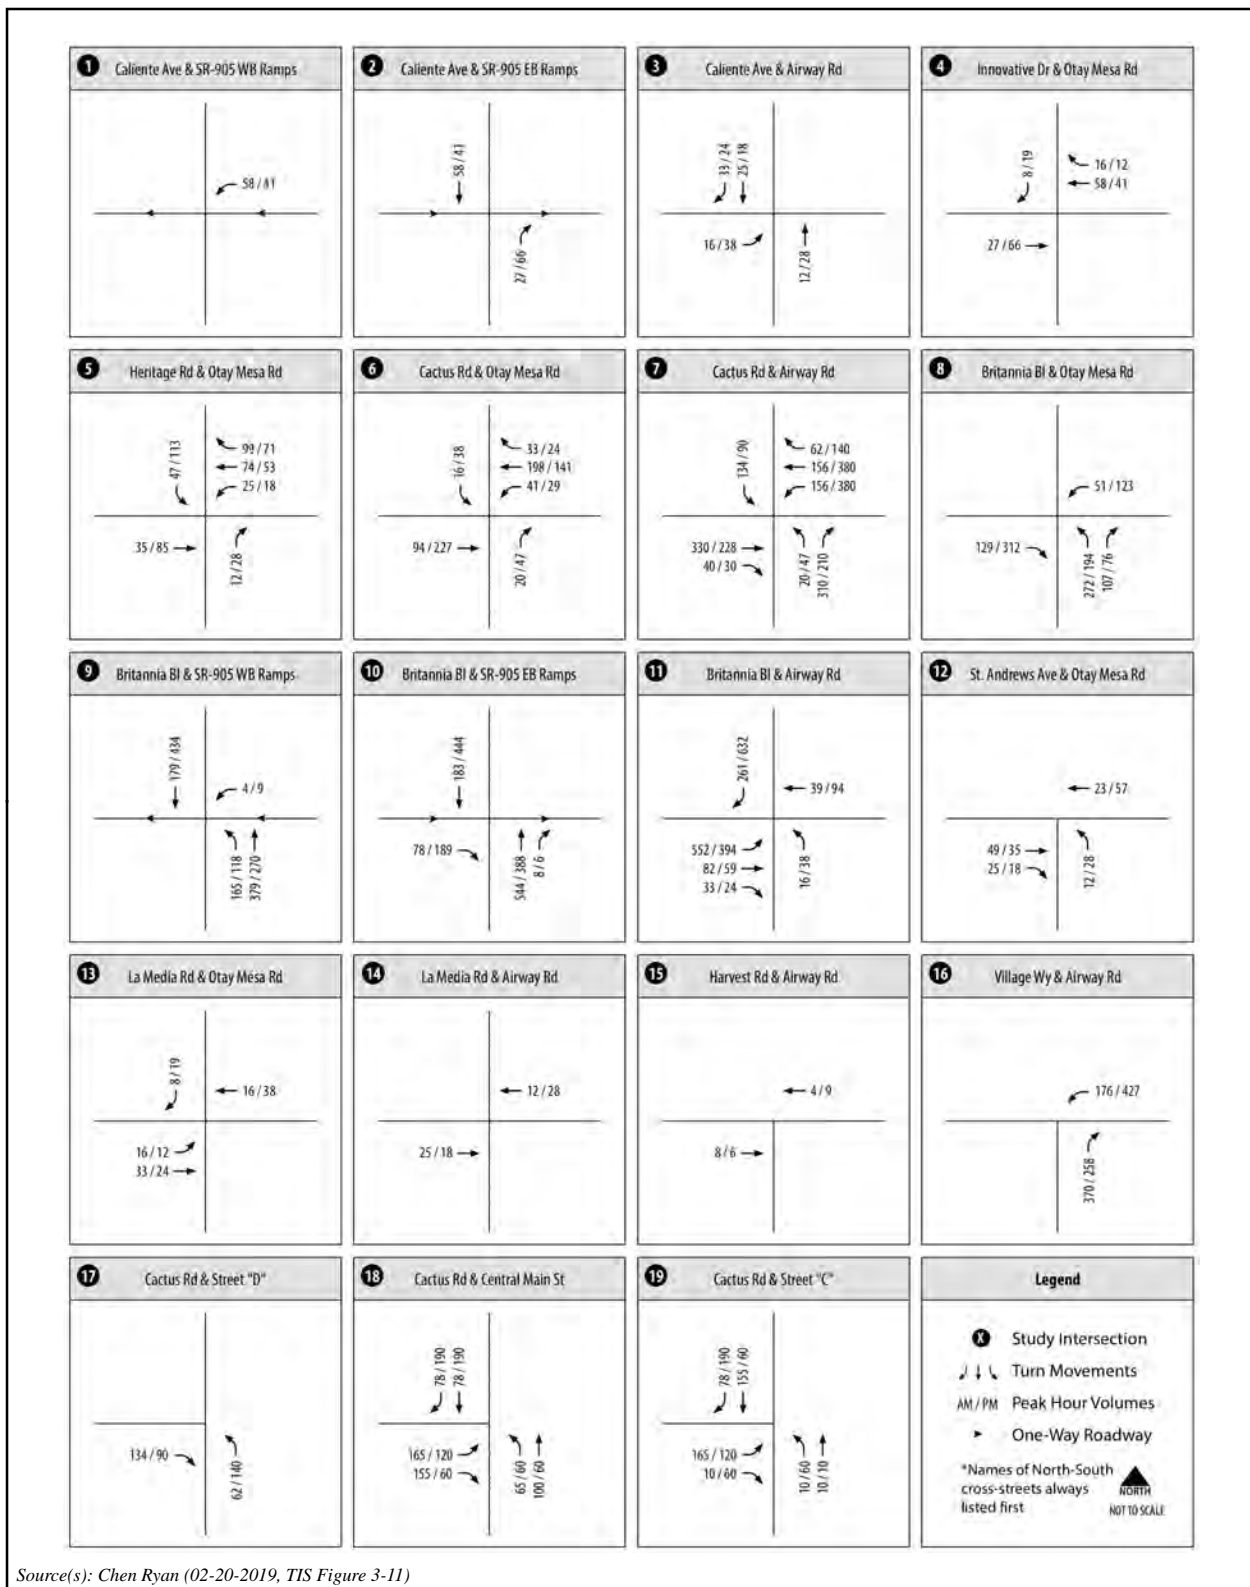 1 Caliente Ave & SR-905 WB Ramps
58 / 81
2 Caliente Ave & SR-905 EB Ramps
58 / 41
27 / 66
3 Caliente Ave & Airway Rd
33 / 24
25 / 18
16 / 38
12 / 28
4 Innovative Dr & Otay Mesa Rd
8 / 19
16 / 12
58 / 41
27 / 66
5 Heritage Rd & Otay Mesa Rd
47 / 113
99 / 71
74 / 53
25 / 18
35 / 85
12 / 28
6 Cactus Rd & Otay Mesa Rd
16 / 38
33 / 24
198 / 141
41 / 29
94 / 227
20 / 47
7 Cactus Rd & Airway Rd
134 / 90
62 / 140
156 / 380
156 / 380
330 / 228
40 / 30
20 / 47
310 / 210
8 Britannia Bl & Otay Mesa Rd
51 / 123
129 / 312
272 / 194
107 / 76
9 Britannia Bl & SR-905 WB Ramps
179 / 434
4 / 9
165 / 118
379 / 270
10 Britannia Bl & SR-905 EB Ramps
183 / 444
78 / 189
544 / 388
8 / 6
11 Britannia Bl & Airway Rd
261 / 632
39 / 94
552 / 394
82 / 59
33 / 24
16 / 38
12 St. Andrews Ave & Otay Mesa Rd
23 / 57
49 / 35
25 / 18
12 / 28
13 La Media Rd & Otay Mesa Rd
8 / 19
16 / 38
16 / 12
33 / 24
14 La Media Rd & Airway Rd
12 / 28
25 / 18
15 Harvest Rd & Airway Rd
4 / 9
8 / 6
16 Village Wy & Airway Rd
176 / 427
370 / 258
17 Cactus Rd & Street "D"
134 / 90
62 / 140
18 Cactus Rd & Central Main St
78 / 190
78 / 190
165 / 120
155 / 60
65 / 60
100 / 60
19 Cactus Rd & Street "C"
78 / 190
155 / 60
165 / 120
10 / 60
10 / 60
10 / 10
Legend
X Study Intersection
Turn Movements
AM / PM Peak Hour Volumes
One-Way Roadway
*Names of North-South
cross-streets always
listed first
NORTH
NOT TO SCALE
Source(s): Chen Ryan (02-20-2019, TIS Figure 3-11)